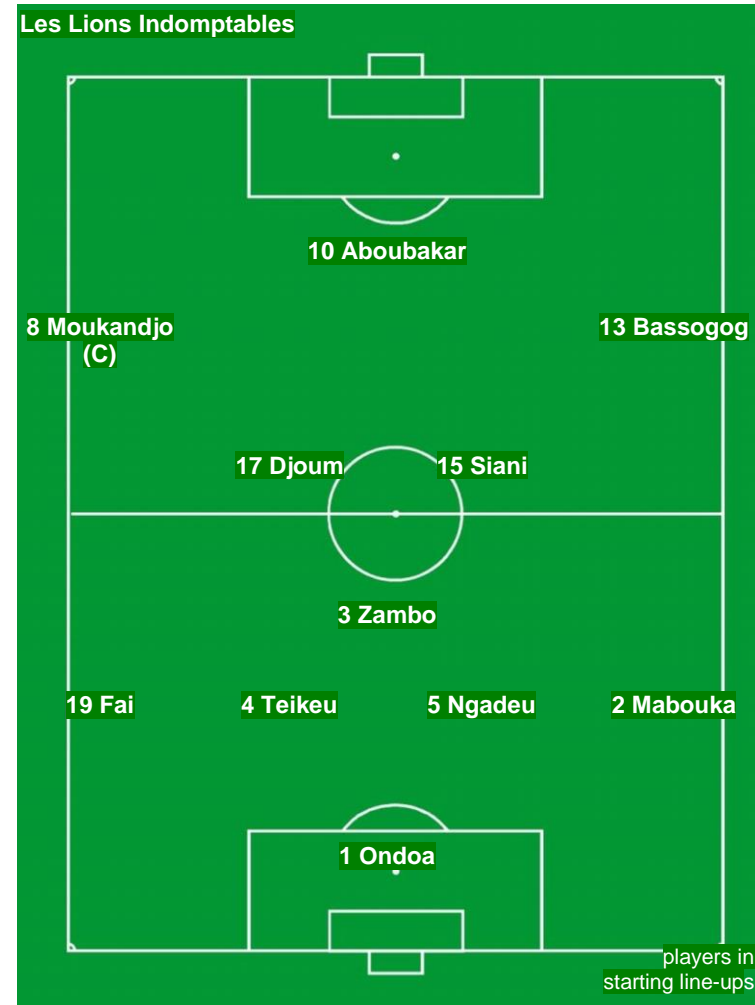 Les Lions Indomptables
10 Aboubakar
8 Moukandjo
(C)
13 Bassogog
17 Djoum
15 Siani
3 Zambo
19 Fai
4 Teikeu
5 Ngadeu
2 Mabouka
1 Ondoa
players in
starting line-ups